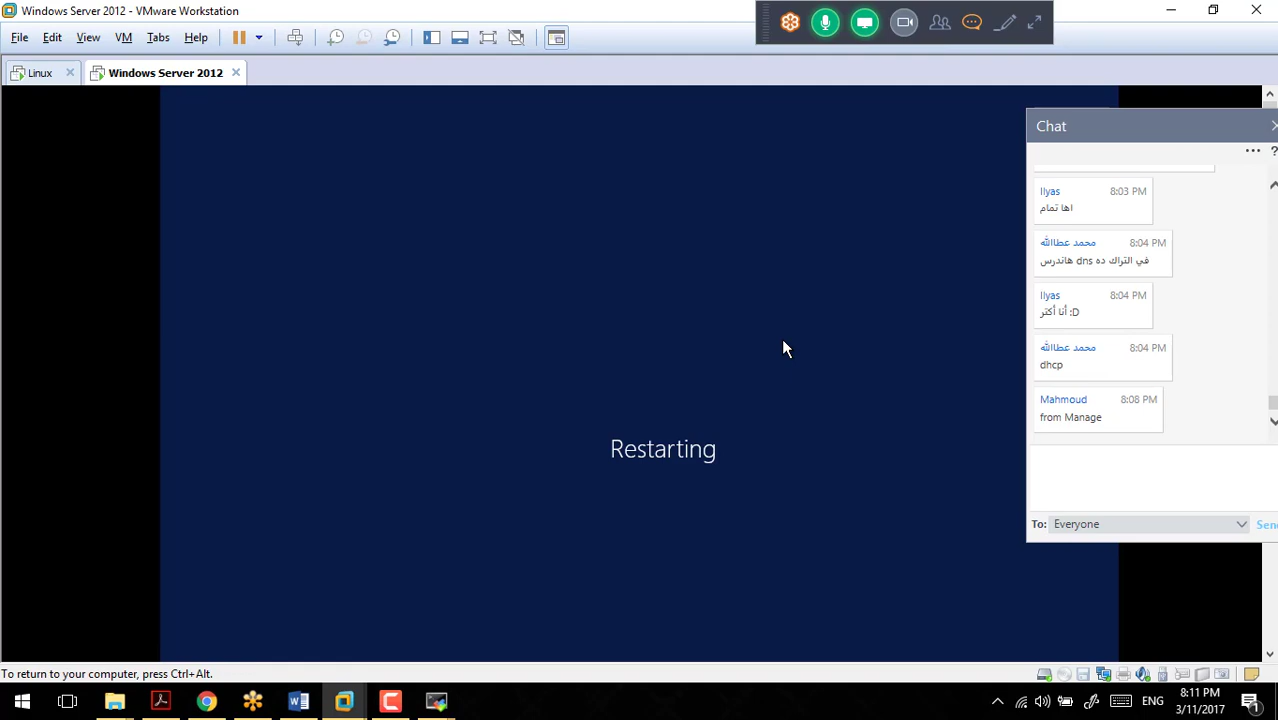 Windows Server 2012 - VMware Workstation
File Edit View VM Tabs Help
Linux
Windows Server 2012
Restarting
Chat
Ilyas 8:03 PM
اها تمام
محمد عطاالله 8:04 PM
في التراك ده dns هاندرس
Ilyas 8:04 PM
أنا أكتر :D
محمد عطاالله 8:04 PM
dhcp
Mahmoud 8:08 PM
from Manage
To: Everyone
To return to your computer, press Ctrl+Alt.
ENG
8:11 PM
3/11/2017
1